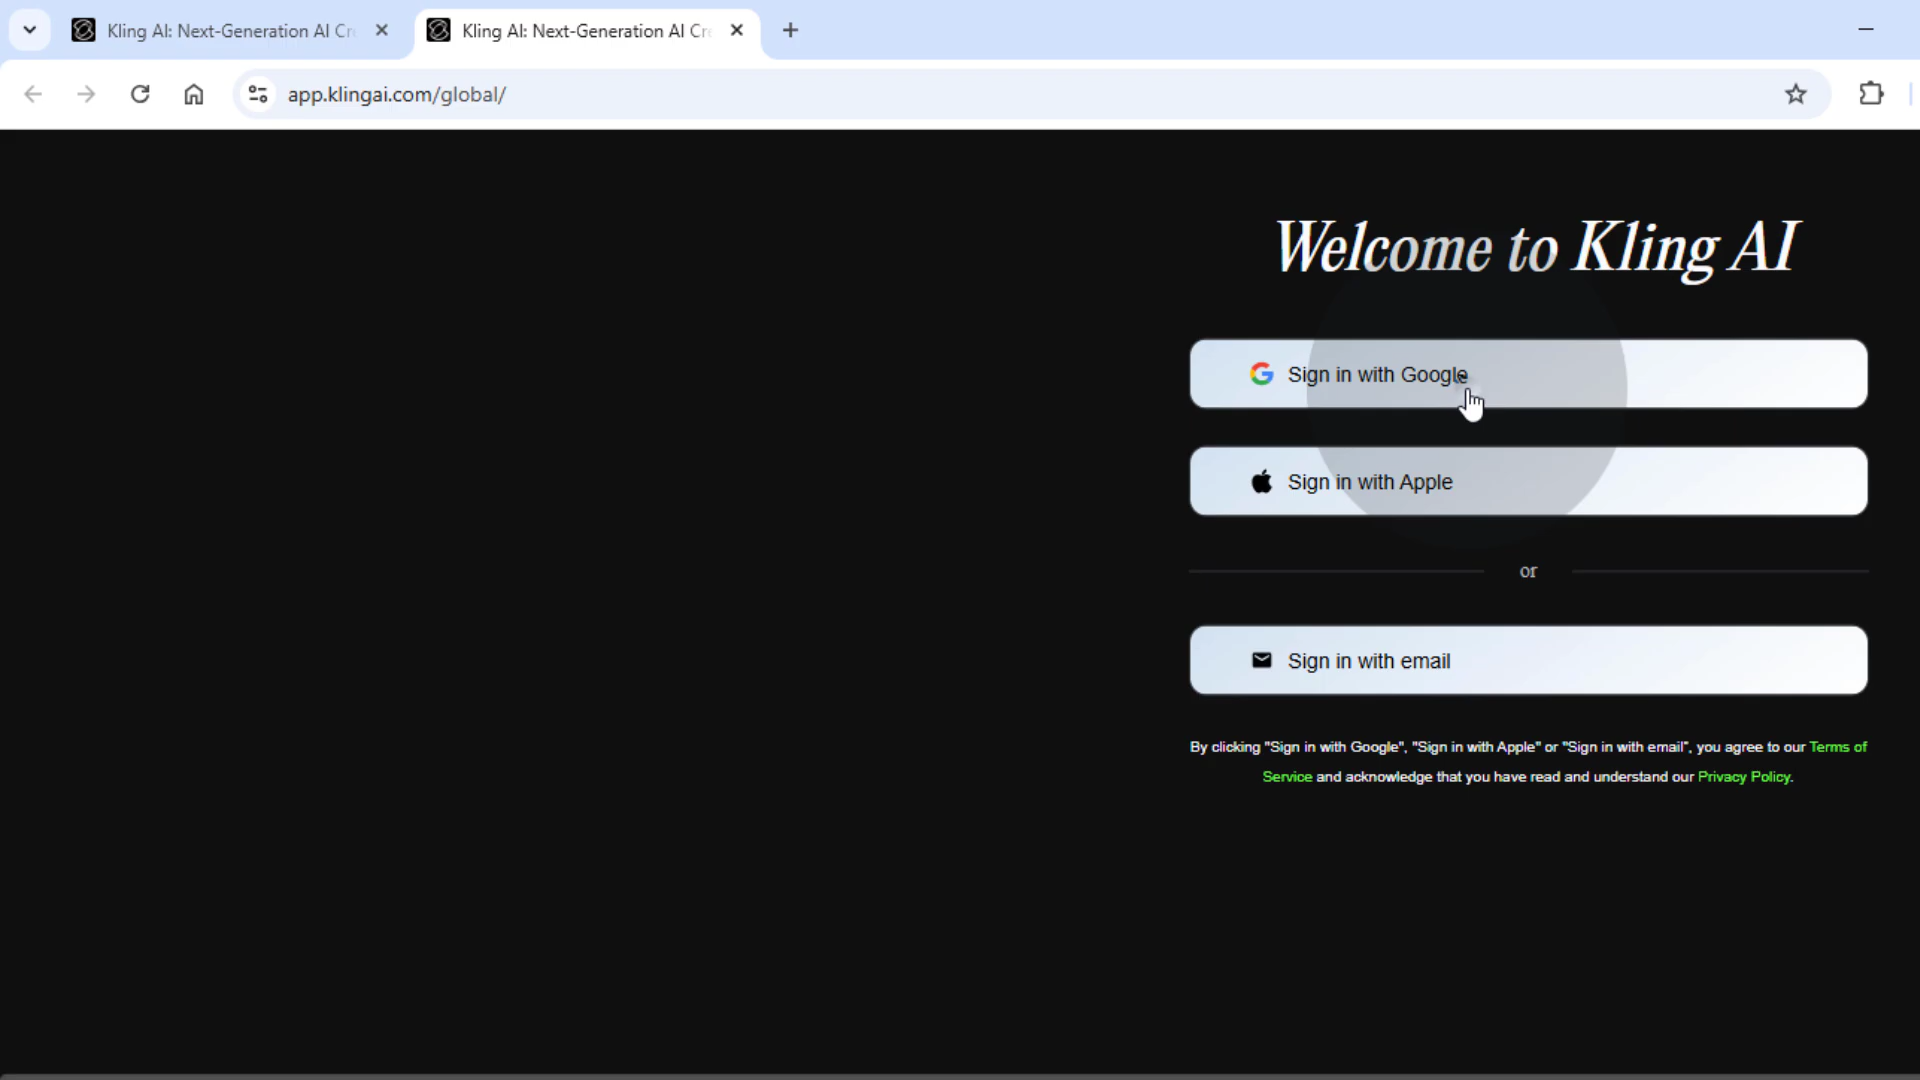 Kling AI: Next-Generation AI Cr
Kling AI: Next-Generation AI Cr
app.klingai.com/global/
Welcome to Kling AI
Sign in with Google
Sign in with Apple
or
Sign in with email
By clicking "Sign in with Google", "Sign in with Apple" or "Sign in with email", you agree to our Terms of
Service and acknowledge that you have read and understand our Privacy Policy.